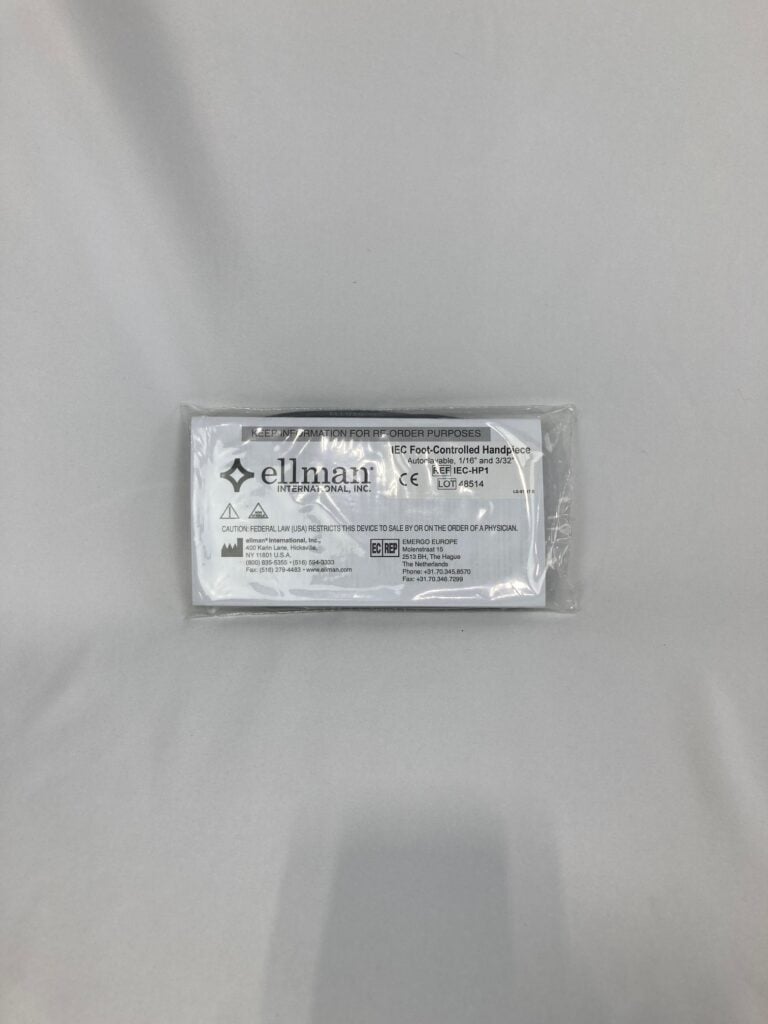 KEEP INFORMATION FOR RE-ORDER PURPOSES
IEC Foot-Controlled Handpiece
Autoclavable, 1/16" and 3/32"
REF IEC-HP1
LOT 48514
CE
ellman®
INTERNATIONAL, INC.
CAUTION: FEDERAL LAW (USA) RESTRICTS THIS DEVICE TO SALE BY OR ON THE ORDER OF A PHYSICIAN.
ellman® International, Inc.,
400 Karin Lane, Hicksville,
NY 11801 U.S.A.
(800) 835-5355 • (516) 594-3333
Fax: (516) 279-4483 • www.ellman.com
EC REP
EMERGO EUROPE
Molenstraat 15
2513 BH, The Hague
The Netherlands
Phone: +31.70.345.8570
Fax: +31.70.346.7299